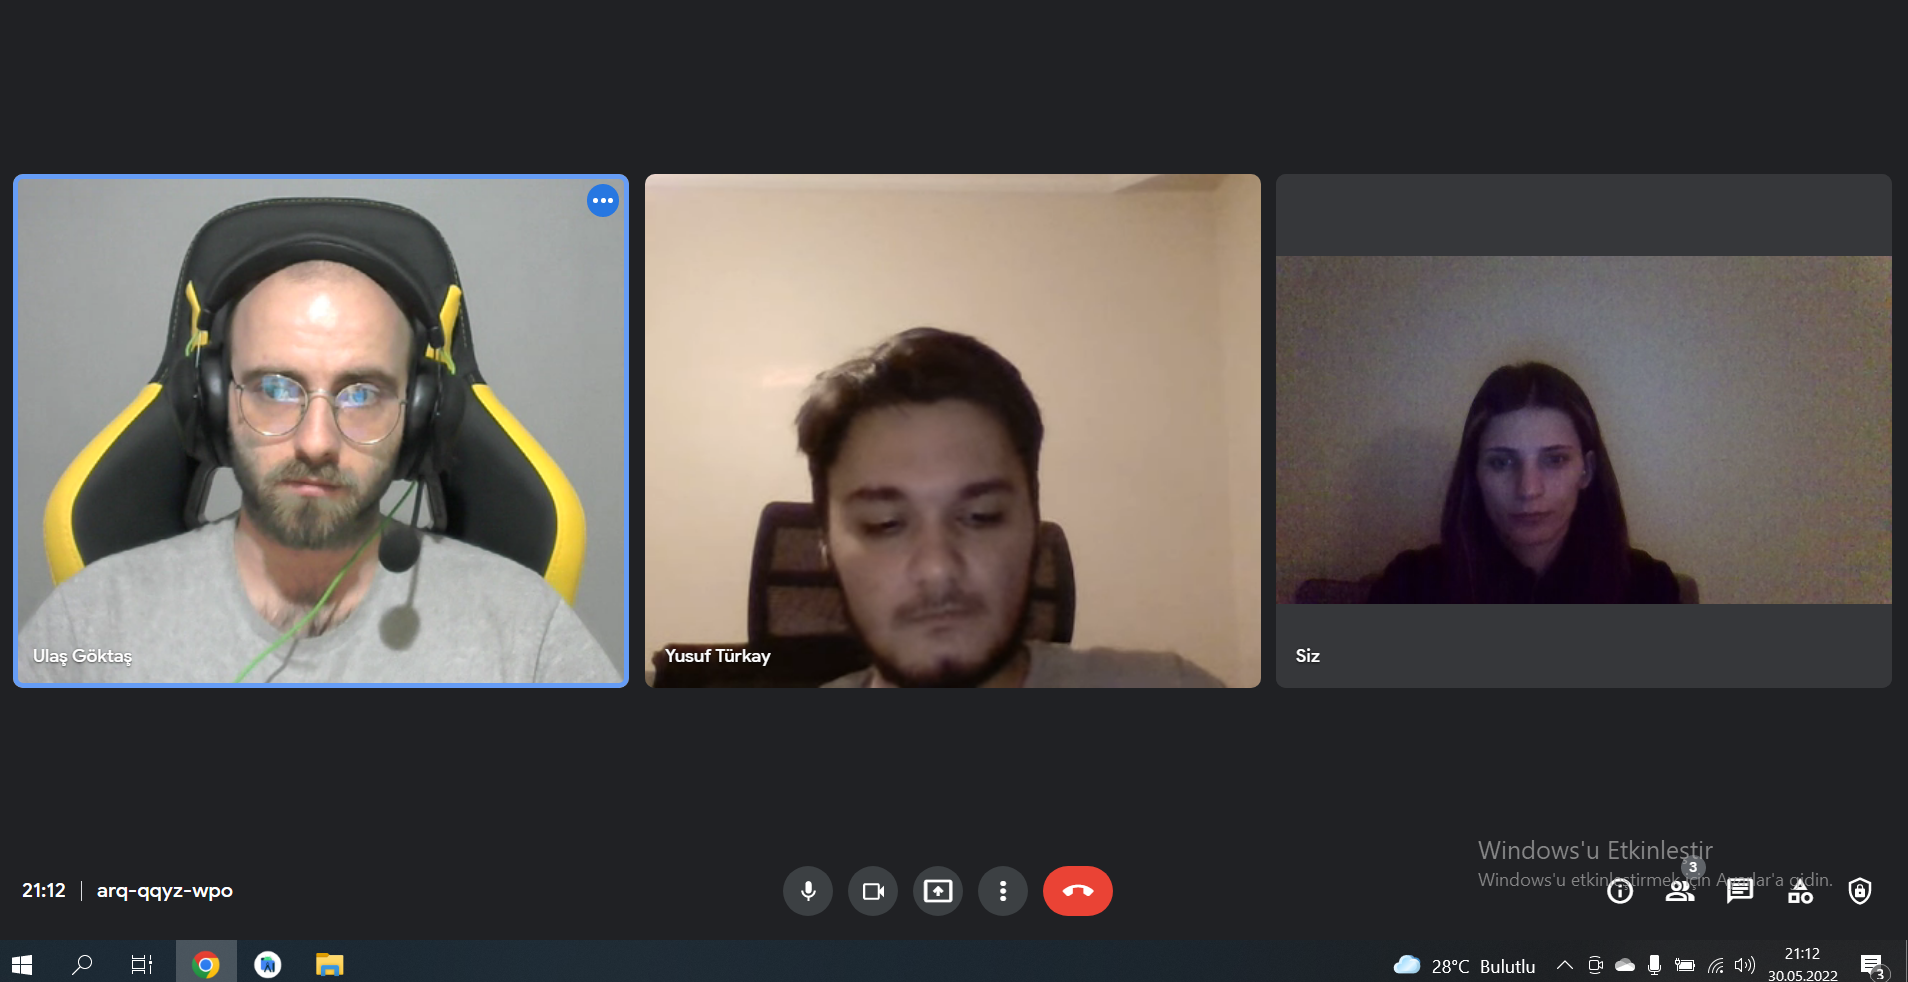 Ulaş Göktaş
Yusuf Türkay
Siz
Windows'u Etkinleştir
Windows'u etkinleştirmek için Ayarlar'a gidin.
3
21:12 | arq-qqyz-wpo
28°C Bulutlu
21:12
30.05.2022
3